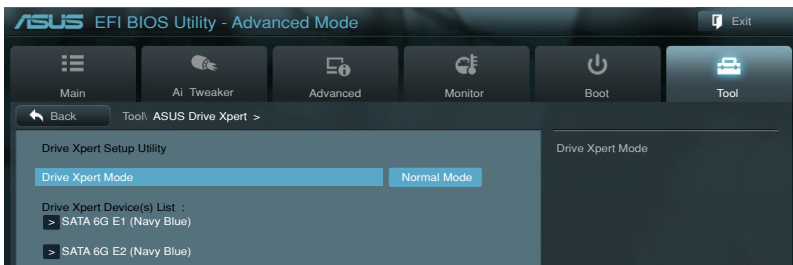 ASUS EFI BIOS Utility - Advanced Mode
Exit
Main
Ai Tweaker
Advanced
Monitor
Boot
Tool
Back Tool\ ASUS Drive Xpert >
Drive Xpert Setup Utility
Drive Xpert Mode
Drive Xpert Mode Normal Mode
Drive Xpert Device(s) List :
> SATA 6G E1 (Navy Blue)
> SATA 6G E2 (Navy Blue)